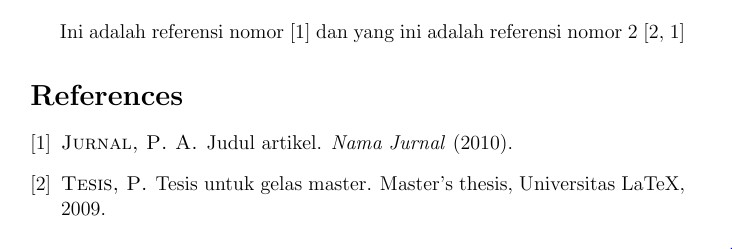 Ini adalah referensi nomor [1] dan yang ini adalah referensi nomor 2 [2, 1]
References
[1] Jurnal, P. A. Judul artikel. Nama Jurnal (2010).
[2] Tesis, P. Tesis untuk gelas master. Master's thesis, Universitas LaTeX,
2009.